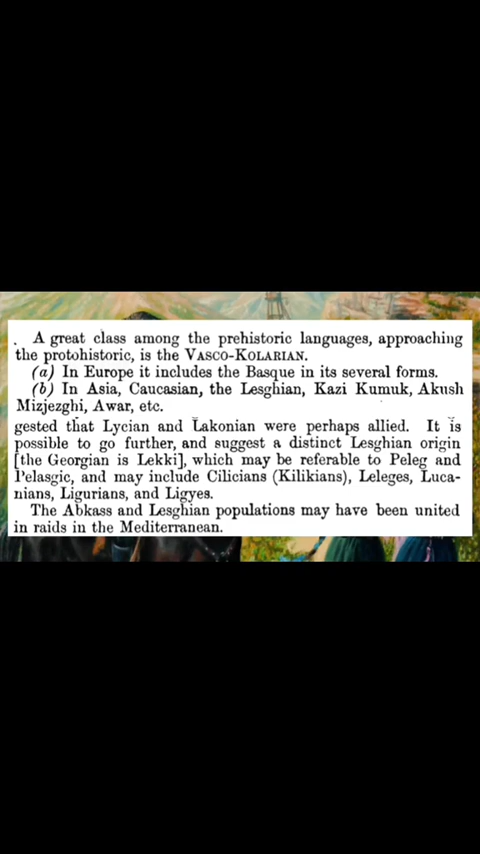 . A great class among the prehistoric languages, approaching
the protohistoric, is the VASCO-KOLARIAN.
(a) In Europe it includes the Basque in its several forms.
(b) In Asia, Caucasian, the Lesghian, Kazi Kumuk, Akush
Mizjezghi, Awar, etc.
gested that Lycian and Lakonian were perhaps allied. It is
possible to go further, and suggest a distinct Lesghian origin
[the Georgian is Lekki], which may be referable to Peleg and
Pelasgic, and may include Cilicians (Kilikians), Leleges, Luca-
nians, Ligurians, and Ligyes.
The Abkass and Lesghian populations may have been united
in raids in the Mediterranean.